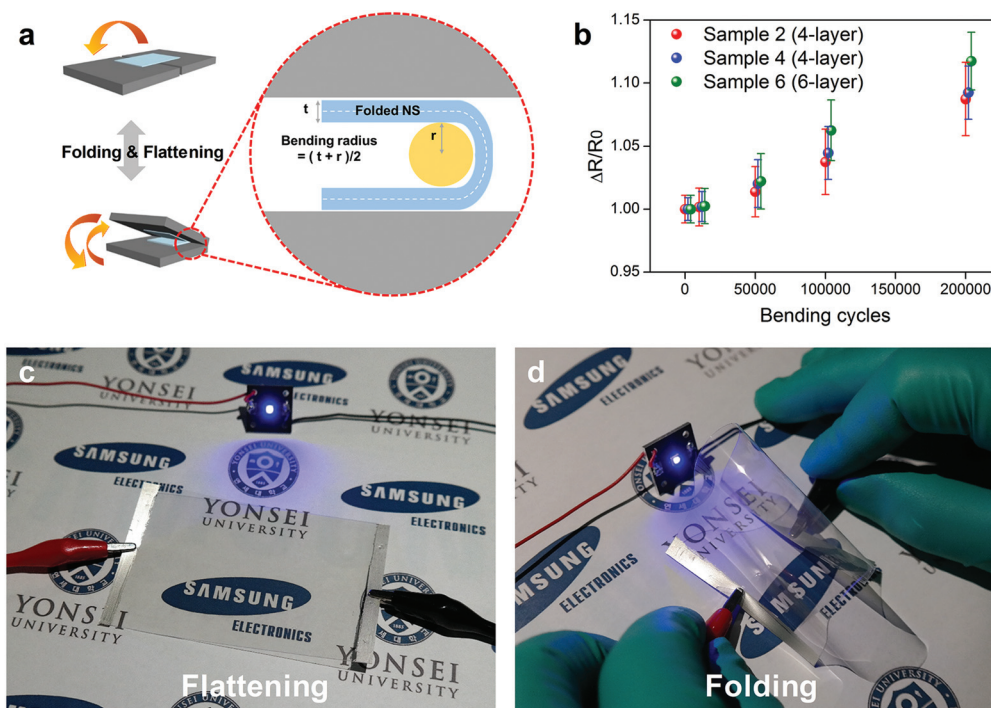 a
Folding & Flattening
t
Folded NS
r
Bending radius
= ( t + r )/2
b
Sample 2 (4-layer)
Sample 4 (4-layer)
Sample 6 (6-layer)
ΔR/R0
1.15
1.10
1.05
1.00
0.95
0
50000
100000
150000
200000
Bending cycles
c
YONSEI
UNIVERSITY
SAMSUNG
ELECTRONICS
YONSEI
UNIVERSITY
SAMSUNG
ELECTRONICS
SAMSUNG
ELECTRONICS
YONSEI UNIVERSITY
YONSEI
UNIVERSITY
SAMSUNG
ELECTRONICS
Flattening
d
SAMSUNG
ELECTRONICS
YONSEI
UNIVERSITY
SAMSUNG
ELECTRONICS
Folding